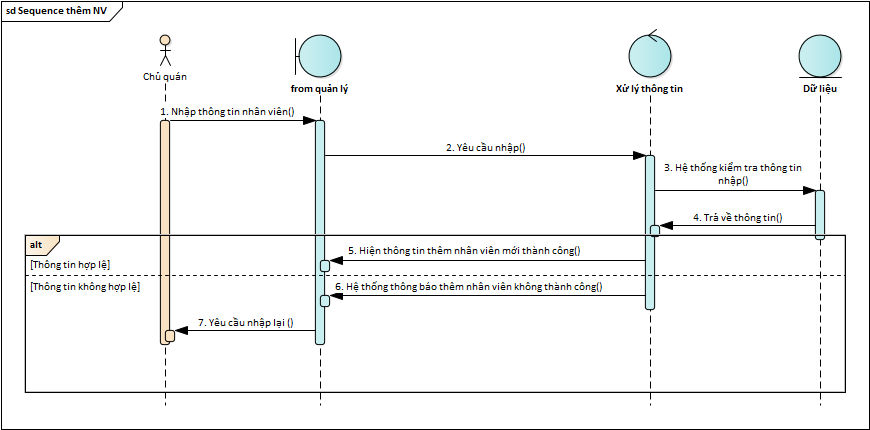 sd Sequence thêm NV
Chủ quán
from quản lý
Xử lý thông tin
Dữ liệu
1. Nhập thông tin nhân viên()
2. Yêu cầu nhập()
3. Hệ thống kiểm tra thông tin
nhập()
4. Trả về thông tin()
alt
5. Hiện thông tin thêm nhân viên mới thành công()
[Thông tin hợp lệ]
[Thông tin không hợp lệ]
6. Hệ thống thông báo thêm nhân viên không thành công()
7. Yêu cầu nhập lại ()